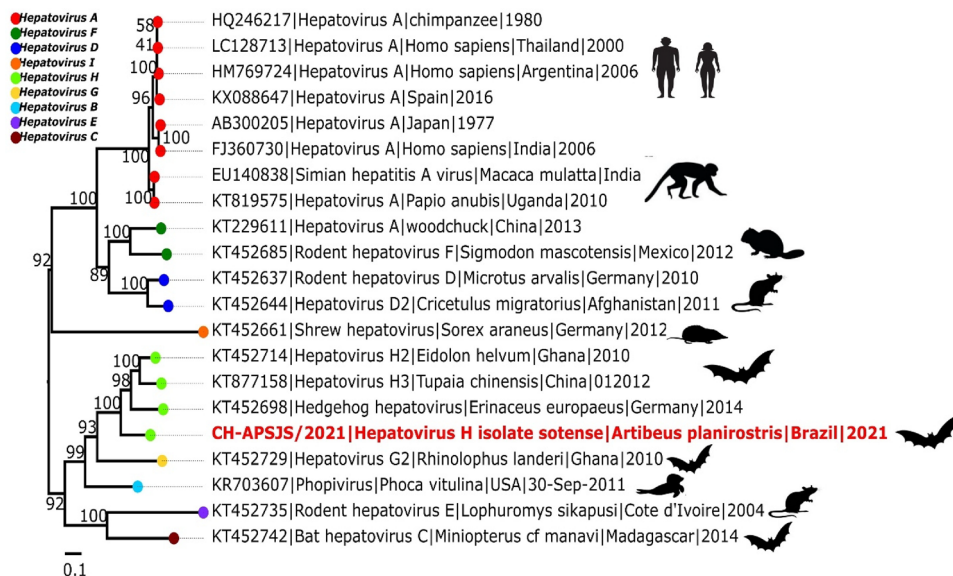 Hepatovirus A
Hepatovirus F
Hepatovirus D
Hepatovirus I
Hepatovirus H
Hepatovirus G
Hepatovirus B
Hepatovirus E
Hepatovirus C
HQ246217|Hepatovirus A|chimpanzee|1980
LC128713|Hepatovirus A|Homo sapiens|Thailand|2000
HM769724|Hepatovirus A|Homo sapiens|Argentina|2006
KX088647|Hepatovirus A|Spain|2016
AB300205|Hepatovirus A|Japan|1977
FJ360730|Hepatovirus A|Homo sapiens|India|2006
EU140838|Simian hepatitis A virus|Macaca mulatta|India
KT819575|Hepatovirus A|Papio anubis|Uganda|2010
KT229611|Hepatovirus A|woodchuck|China|2013
KT452685|Rodent hepatovirus F|Sigmodon mascotensis|Mexico|2012
KT452637|Rodent hepatovirus D|Microtus arvalis|Germany|2010
KT452644|Hepatovirus D2|Cricetulus migratorius|Afghanistan|2011
KT452661|Shrew hepatovirus|Sorex araneus|Germany|2012
KT452714|Hepatovirus H2|Eidolon helvum|Ghana|2010
KT877158|Hepatovirus H3|Tupaia chinensis|China|012012
KT452698|Hedgehog hepatovirus|Erinaceus europaeus|Germany|2014
CH-APSJS/2021|Hepatovirus H isolate sotense|Artibeus planirostris|Brazil|2021
KT452729|Hepatovirus G2|Rhinolophus landeri|Ghana|2010
KR703607|Phopivirus|Phoca vitulina|USA|30-Sep-2011
KT452735|Rodent hepatovirus E|Lophuromys sikapusi|Cote d'Ivoire|2004
KT452742|Bat hepatovirus C|Miniopterus cf manavi|Madagascar|2014
58
41
100
96
100
100
100
100
100
89
100
92
100
98
100
93
99
92
100
0.1